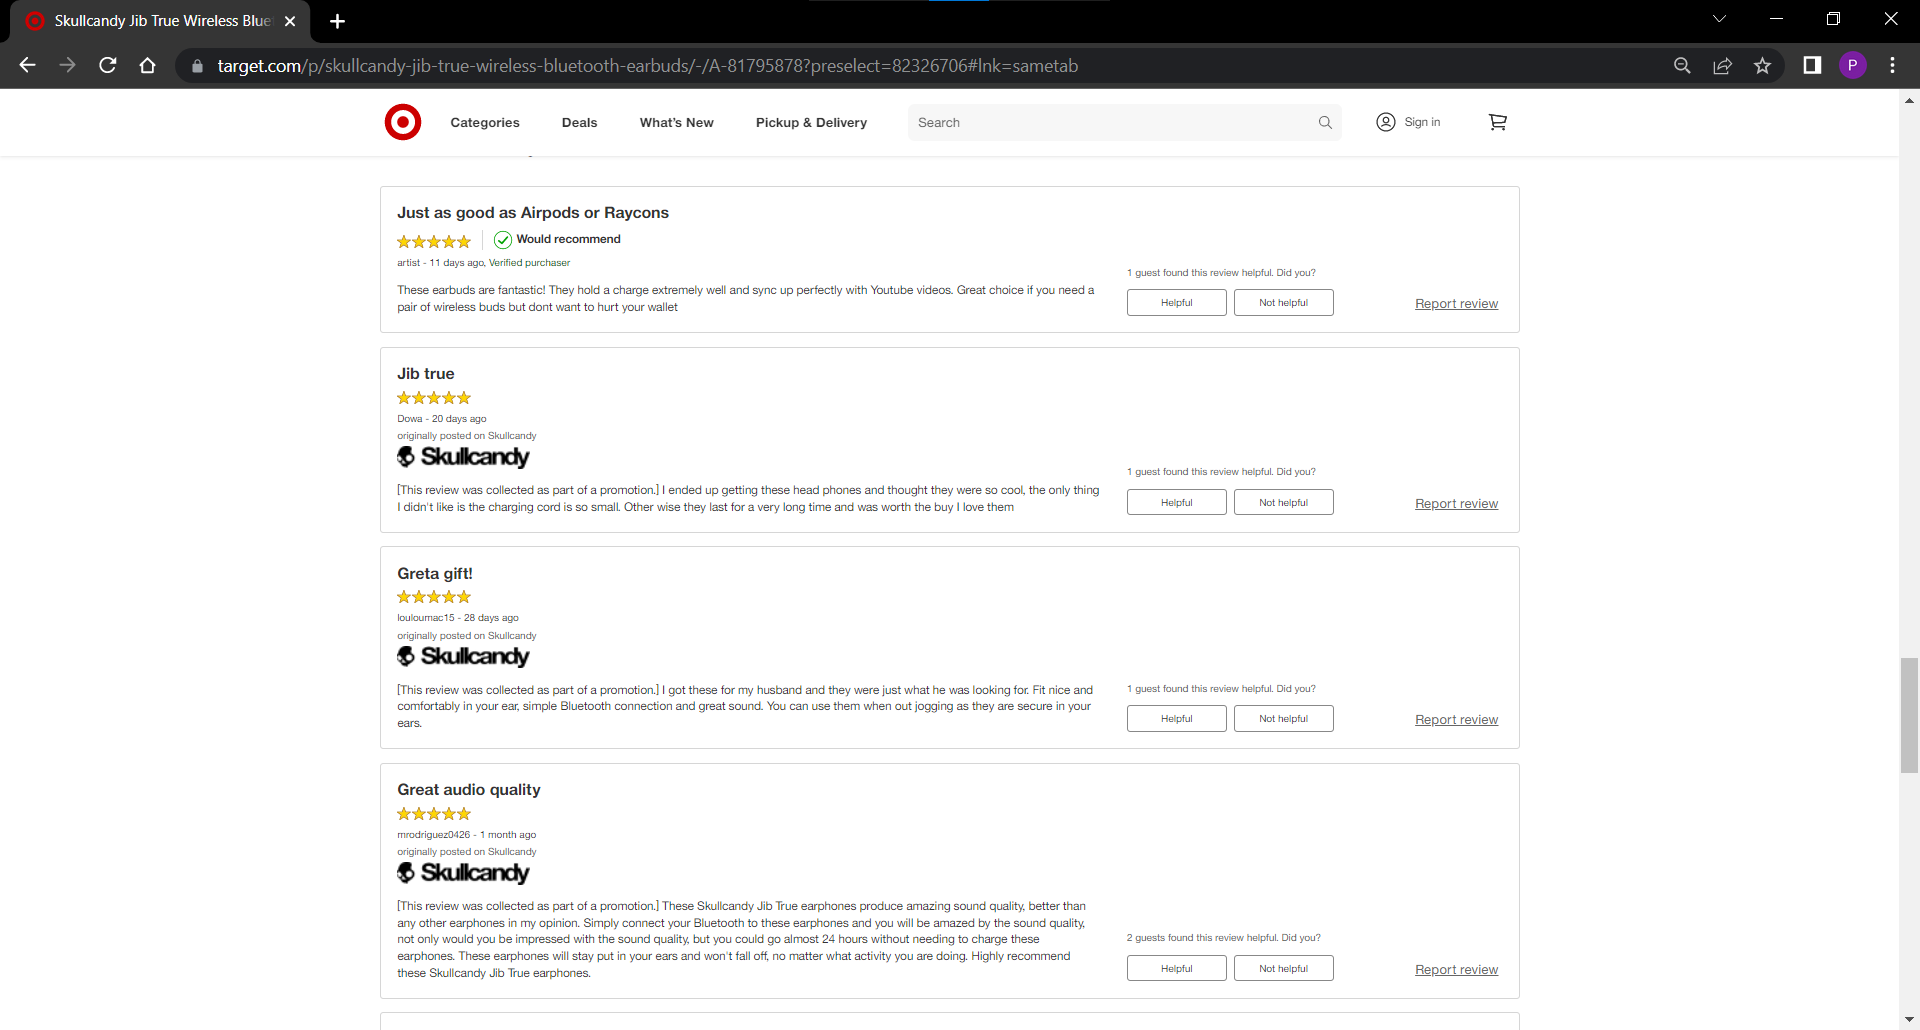 Skullcandy Jib True Wireless Blue
target.com/p/skullcandy-jib-true-wireless-bluetooth-earbuds/-/A-81795878?preselect=82326706#lnk=sametab
P
Categories
Deals
What's New
Pickup & Delivery
Search
Sign in
Just as good as Airpods or Raycons
Would recommend
artist - 11 days ago, Verified purchaser
These earbuds are fantastic! They hold a charge extremely well and sync up perfectly with Youtube videos. Great choice if you need a
pair of wireless buds but dont want to hurt your wallet
1 guest found this review helpful. Did you?
Helpful
Not helpful
Report review
Jib true
Dowa - 20 days ago
originally posted on Skullcandy
Skullcandy
[This review was collected as part of a promotion.] I ended up getting these head phones and thought they were so cool, the only thing
I didn't like is the charging cord is so small. Other wise they last for a very long time and was worth the buy I love them
1 guest found this review helpful. Did you?
Helpful
Not helpful
Report review
Greta gift!
louloumac15 - 28 days ago
originally posted on Skullcandy
Skullcandy
[This review was collected as part of a promotion.] I got these for my husband and they were just what he was looking for. Fit nice and
comfortably in your ear, simple Bluetooth connection and great sound. You can use them when out jogging as they are secure in your
ears.
1 guest found this review helpful. Did you?
Helpful
Not helpful
Report review
Great audio quality
mrodriguez0426 - 1 month ago
originally posted on Skullcandy
Skullcandy
[This review was collected as part of a promotion.] These Skullcandy Jib True earphones produce amazing sound quality, better than
any other earphones in my opinion. Simply connect your Bluetooth to these earphones and you will be amazed by the sound quality,
not only would you be impressed with the sound quality, but you could go almost 24 hours without needing to charge these
earphones. These earphones will stay put in your ears and won't fall off, no matter what activity you are doing. Highly recommend
these Skullcandy Jib True earphones.
2 guests found this review helpful. Did you?
Helpful
Not helpful
Report review